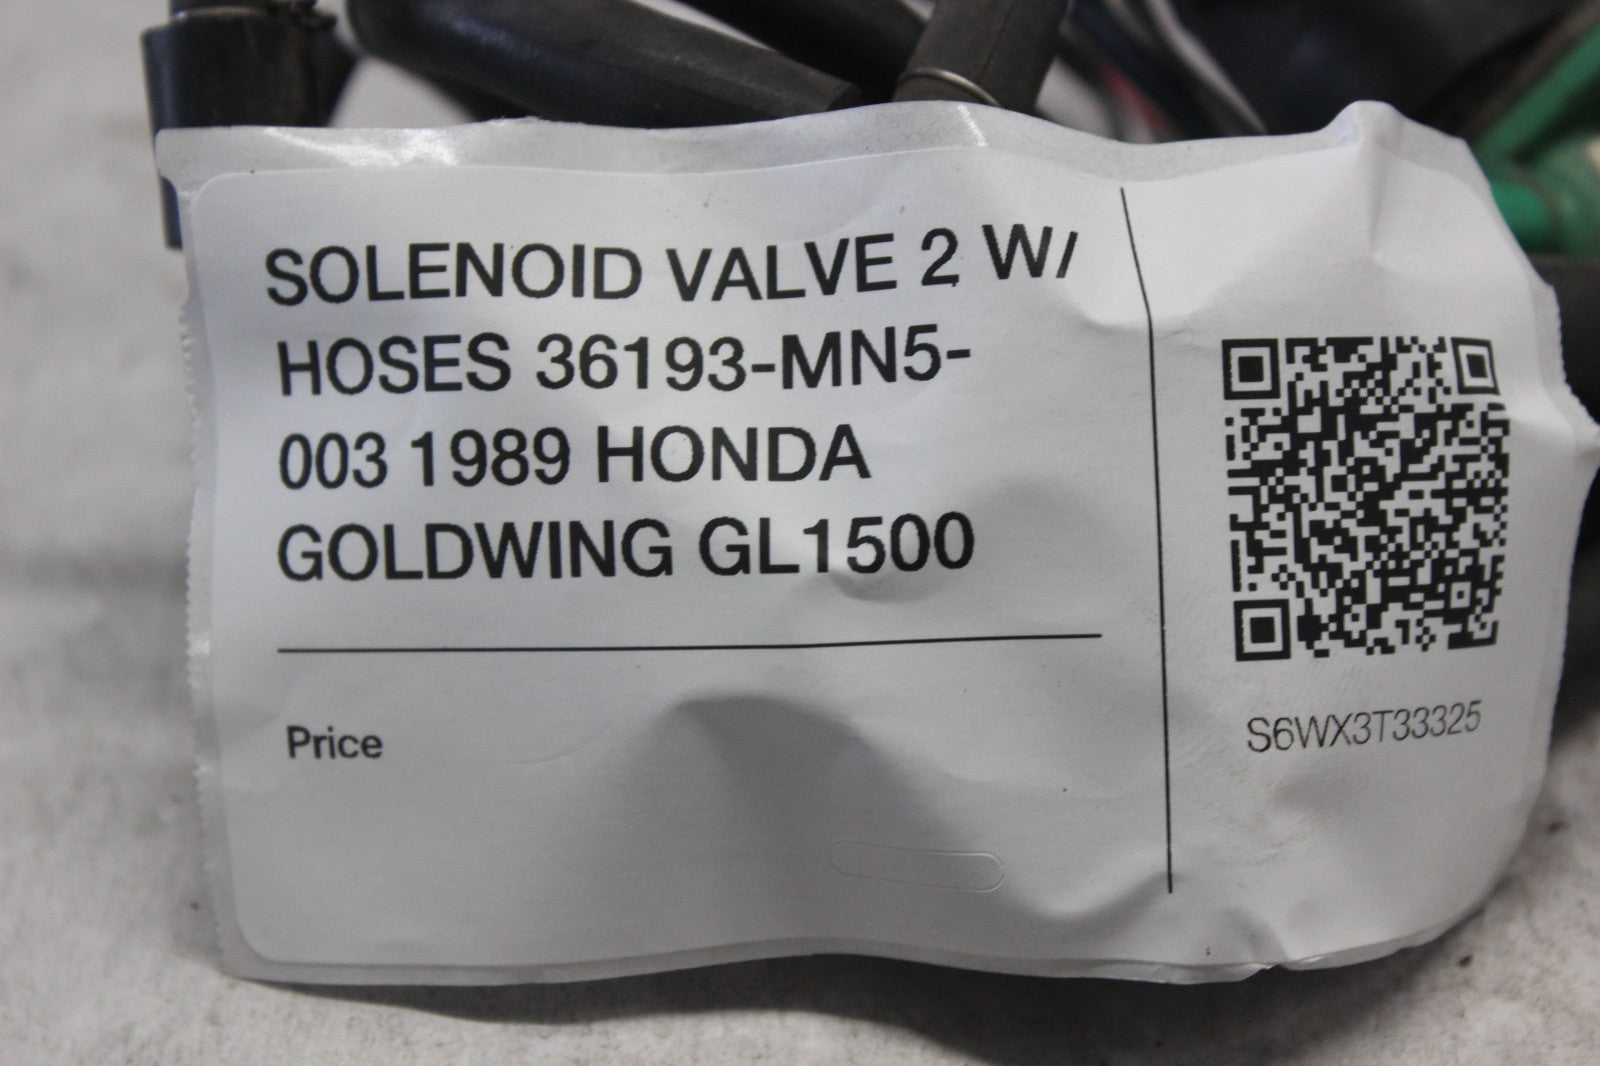 SOLENOID VALVE 2 W/
HOSES 36193-MN5-
003 1989 HONDA
GOLDWING GL1500
Price
S6WX3T33325